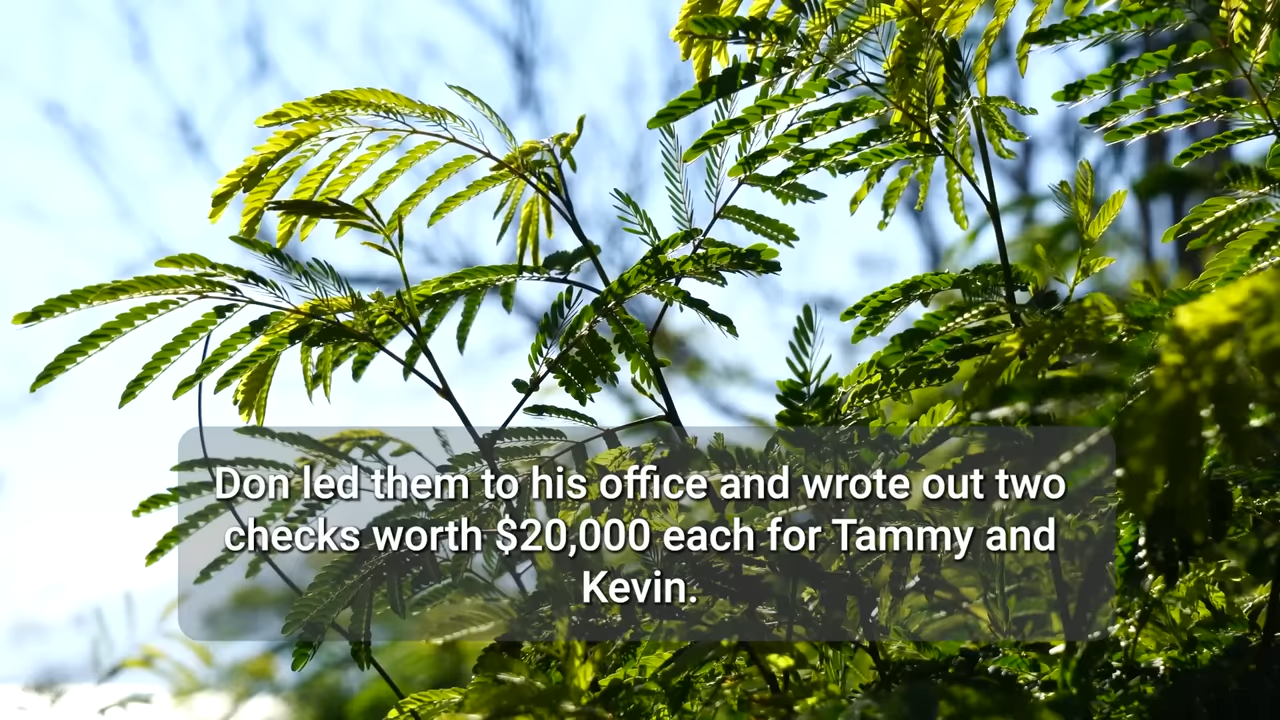 Don led them to his office and wrote out two
checks worth $20,000 each for Tammy and
Kevin.